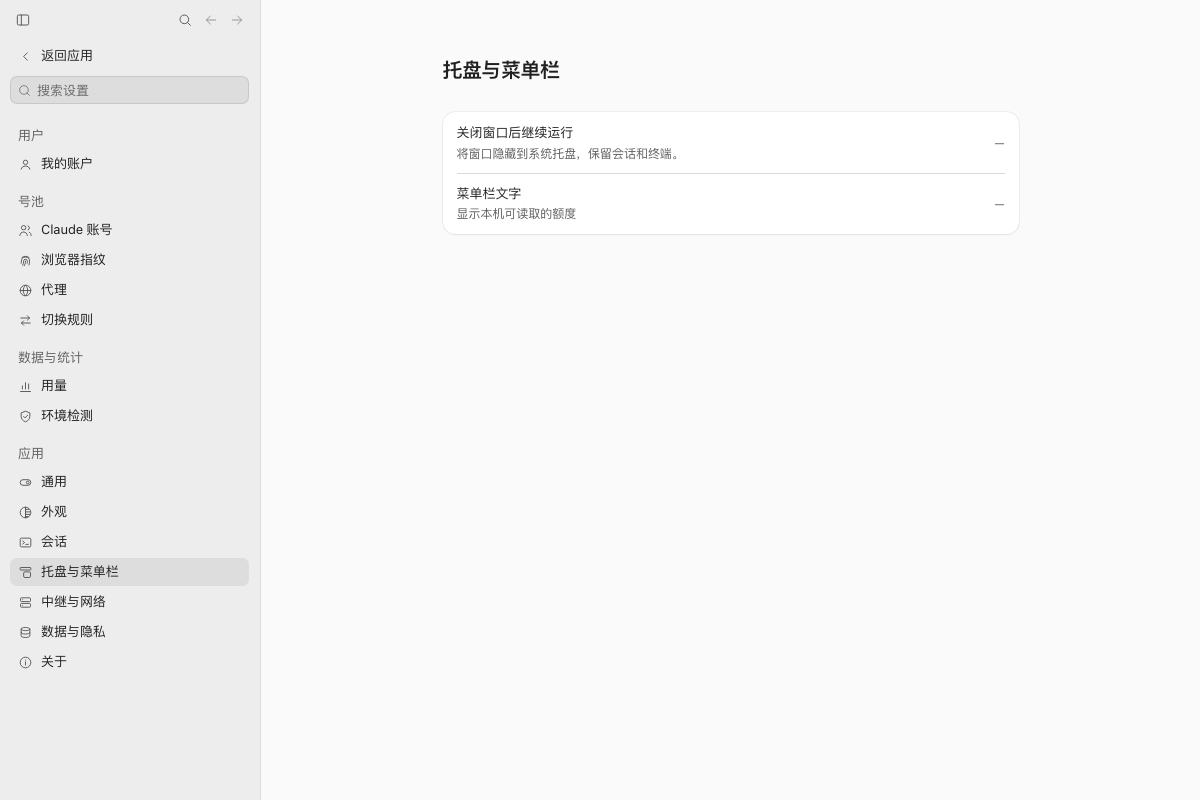 返回应用
搜索设置
用户
我的账户
号池
Claude 账号
浏览器指纹
代理
切换规则
数据与统计
用量
环境检测
应用
通用
外观
会话
托盘与菜单栏
中继与网络
数据与隐私
关于
托盘与菜单栏
关闭窗口后继续运行
将窗口隐藏到系统托盘，保留会话和终端。
—
菜单栏文字
显示本机可读取的额度
—